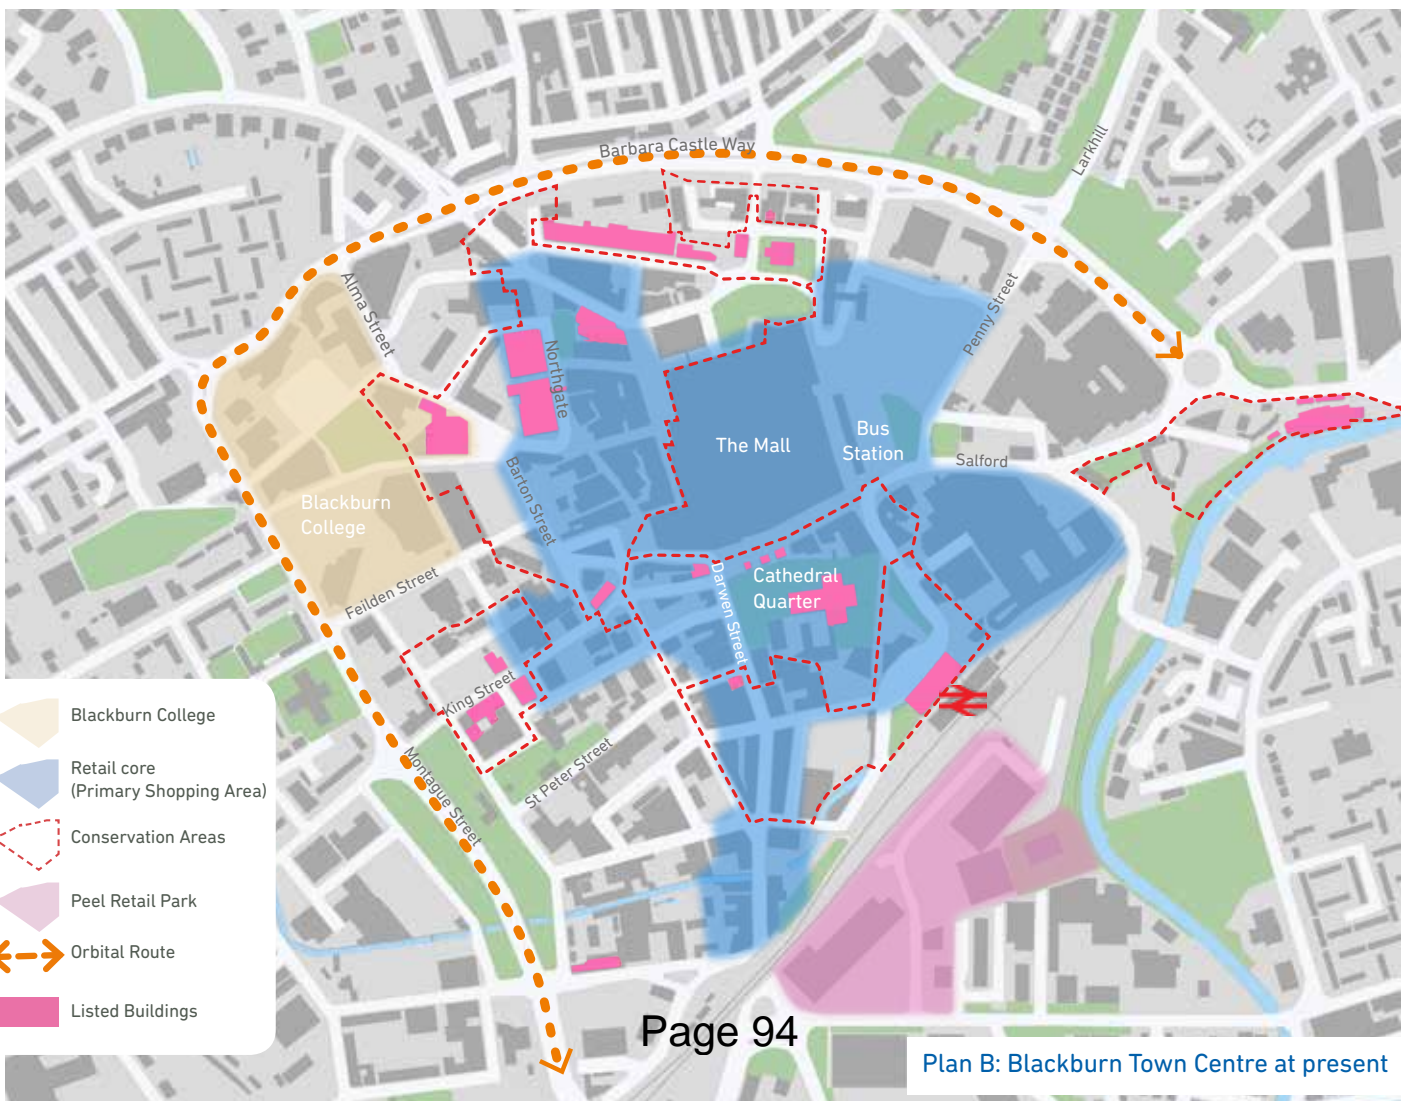 Barbara Castle Way
Larkhill
Alma Street
Penny Street
Northgate
The Mall
Bus
Station
Salford
Barton Street
Blackburn
College
Feilden Street
Darwen Street
Cathedral
Quarter
King Street
St Peter Street
Montague Street
Blackburn College
Retail core
(Primary Shopping Area)
Conservation Areas
Peel Retail Park
Orbital Route
Listed Buildings
Page 94
Plan B: Blackburn Town Centre at present